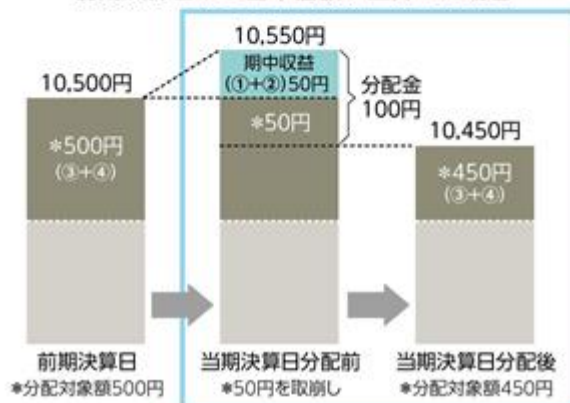 10,550円
期中収益
(①+②)50円
10,500円
分配金
100円
*50円
10,450円
*500円
(③+④)
*450円
(③+④)
前期決算日
当期決算日分配前
当期決算日分配後
*分配対象額500円
*50円を取崩し
*分配対象額450円